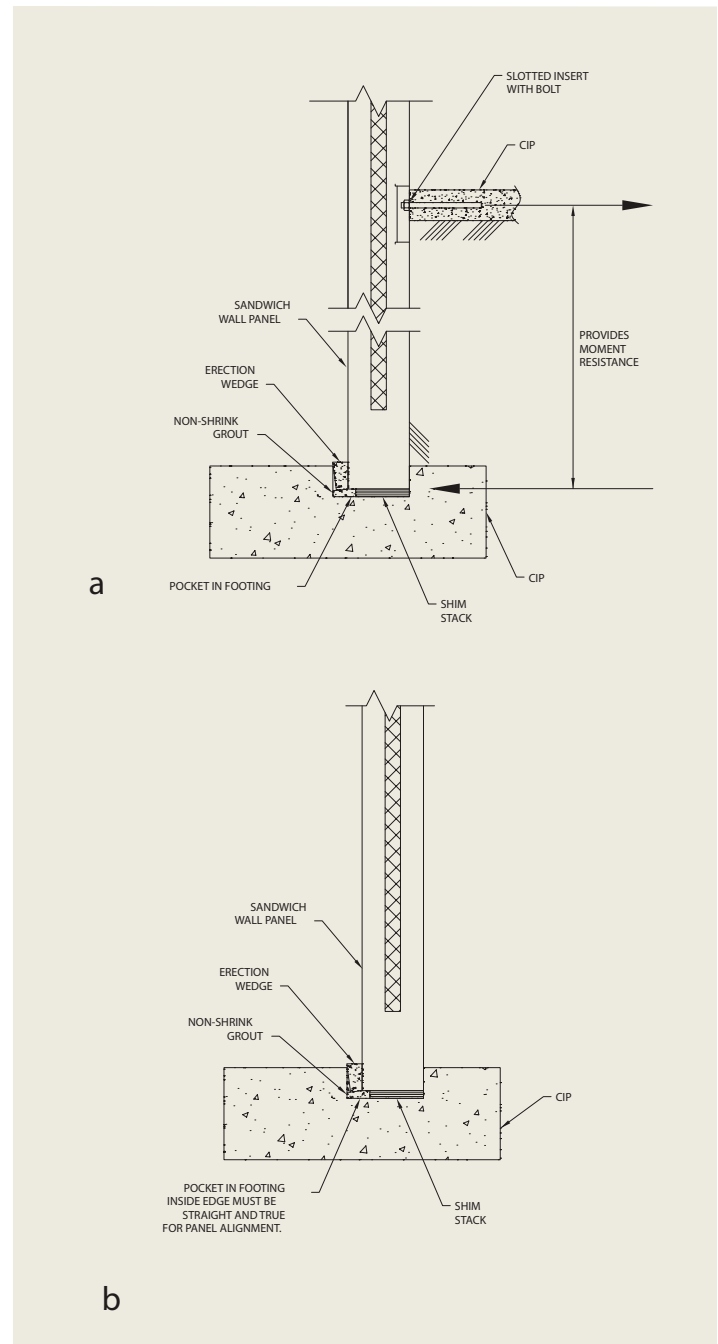 SLOTTED INSERT
WITH BOLT
CIP
SANDWICH
WALL PANEL
PROVIDES
MOMENT
RESISTANCE
ERECTION
WEDGE
NON-SHRINK
GROUT
a
POCKET IN FOOTING
CIP
SHIM
STACK
SANDWICH
WALL PANEL
ERECTION
WEDGE
NON-SHRINK
GROUT
CIP
POCKET IN FOOTING
INSIDE EDGE MUST BE
STRAIGHT AND TRUE
FOR PANEL ALIGNMENT.
SHIM
STACK
b